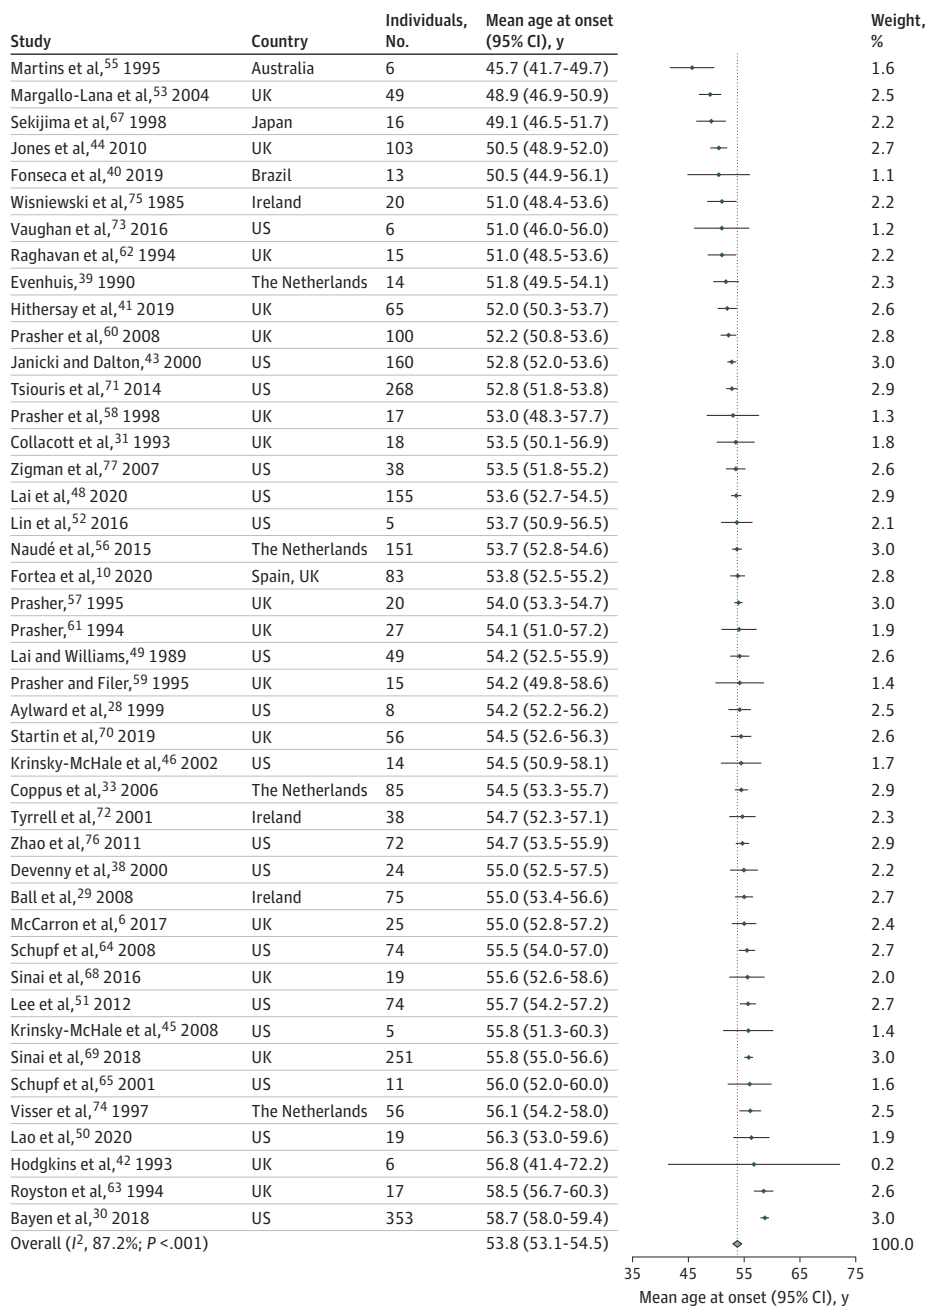 Study Country Individuals, No. Mean age at onset (95% CI), y Weight, %
Martins et al,55 1995 Australia 6 45.7 (41.7-49.7) 1.6
Margallo-Lana et al,53 2004 UK 49 48.9 (46.9-50.9) 2.5
Sekijima et al,67 1998 Japan 16 49.1 (46.5-51.7) 2.2
Jones et al,44 2010 UK 103 50.5 (48.9-52.0) 2.7
Fonseca et al,40 2019 Brazil 13 50.5 (44.9-56.1) 1.1
Wisniewski et al,75 1985 Ireland 20 51.0 (48.4-53.6) 2.2
Vaughan et al,73 2016 US 6 51.0 (46.0-56.0) 1.2
Raghavan et al,62 1994 UK 15 51.0 (48.5-53.6) 2.2
Evenhuis,39 1990 The Netherlands 14 51.8 (49.5-54.1) 2.3
Hithersay et al,41 2019 UK 65 52.0 (50.3-53.7) 2.6
Prasher et al,60 2008 UK 100 52.2 (50.8-53.6) 2.8
Janicki and Dalton,43 2000 US 160 52.8 (52.0-53.6) 3.0
Tsiouris et al,71 2014 US 268 52.8 (51.8-53.8) 2.9
Prasher et al,58 1998 UK 17 53.0 (48.3-57.7) 1.3
Collacott et al,31 1993 UK 18 53.5 (50.1-56.9) 1.8
Zigman et al,77 2007 US 38 53.5 (51.8-55.2) 2.6
Lai et al,48 2020 US 155 53.6 (52.7-54.5) 2.9
Lin et al,52 2016 US 5 53.7 (50.9-56.5) 2.1
Naudé et al,56 2015 The Netherlands 151 53.7 (52.8-54.6) 3.0
Fortea et al,10 2020 Spain, UK 83 53.8 (52.5-55.2) 2.8
Prasher,57 1995 UK 20 54.0 (53.3-54.7) 3.0
Prasher,61 1994 UK 27 54.1 (51.0-57.2) 1.9
Lai and Williams,49 1989 US 49 54.2 (52.5-55.9) 2.6
Prasher and Filer,59 1995 UK 15 54.2 (49.8-58.6) 1.4
Aylward et al,28 1999 US 8 54.2 (52.2-56.2) 2.5
Startin et al,70 2019 UK 56 54.5 (52.6-56.3) 2.6
Krinsky-McHale et al,46 2002 US 14 54.5 (50.9-58.1) 1.7
Coppus et al,33 2006 The Netherlands 85 54.5 (53.3-55.7) 2.9
Tyrrell et al,72 2001 Ireland 38 54.7 (52.3-57.1) 2.3
Zhao et al,76 2011 US 72 54.7 (53.5-55.9) 2.9
Devenny et al,38 2000 US 24 55.0 (52.5-57.5) 2.2
Ball et al,29 2008 Ireland 75 55.0 (53.4-56.6) 2.7
McCarron et al,6 2017 UK 25 55.0 (52.8-57.2) 2.4
Schupf et al,64 2008 US 74 55.5 (54.0-57.0) 2.7
Sinai et al,68 2016 UK 19 55.6 (52.6-58.6) 2.0
Lee et al,51 2012 US 74 55.7 (54.2-57.2) 2.7
Krinsky-McHale et al,45 2008 US 5 55.8 (51.3-60.3) 1.4
Sinai et al,69 2018 UK 251 55.8 (55.0-56.6) 3.0
Schupf et al,65 2001 US 11 56.0 (52.0-60.0) 1.6
Visser et al,74 1997 The Netherlands 56 56.1 (54.2-58.0) 2.5
Lao et al,50 2020 US 19 56.3 (53.0-59.6) 1.9
Hodgkins et al,42 1993 UK 6 56.8 (41.4-72.2) 0.2
Royston et al,63 1994 UK 17 58.5 (56.7-60.3) 2.6
Bayen et al,30 2018 US 353 58.7 (58.0-59.4) 3.0
Overall (I2, 87.2%; P <.001) 53.8 (53.1-54.5) 100.0
35 45 55 65 75
Mean age at onset (95% CI), y